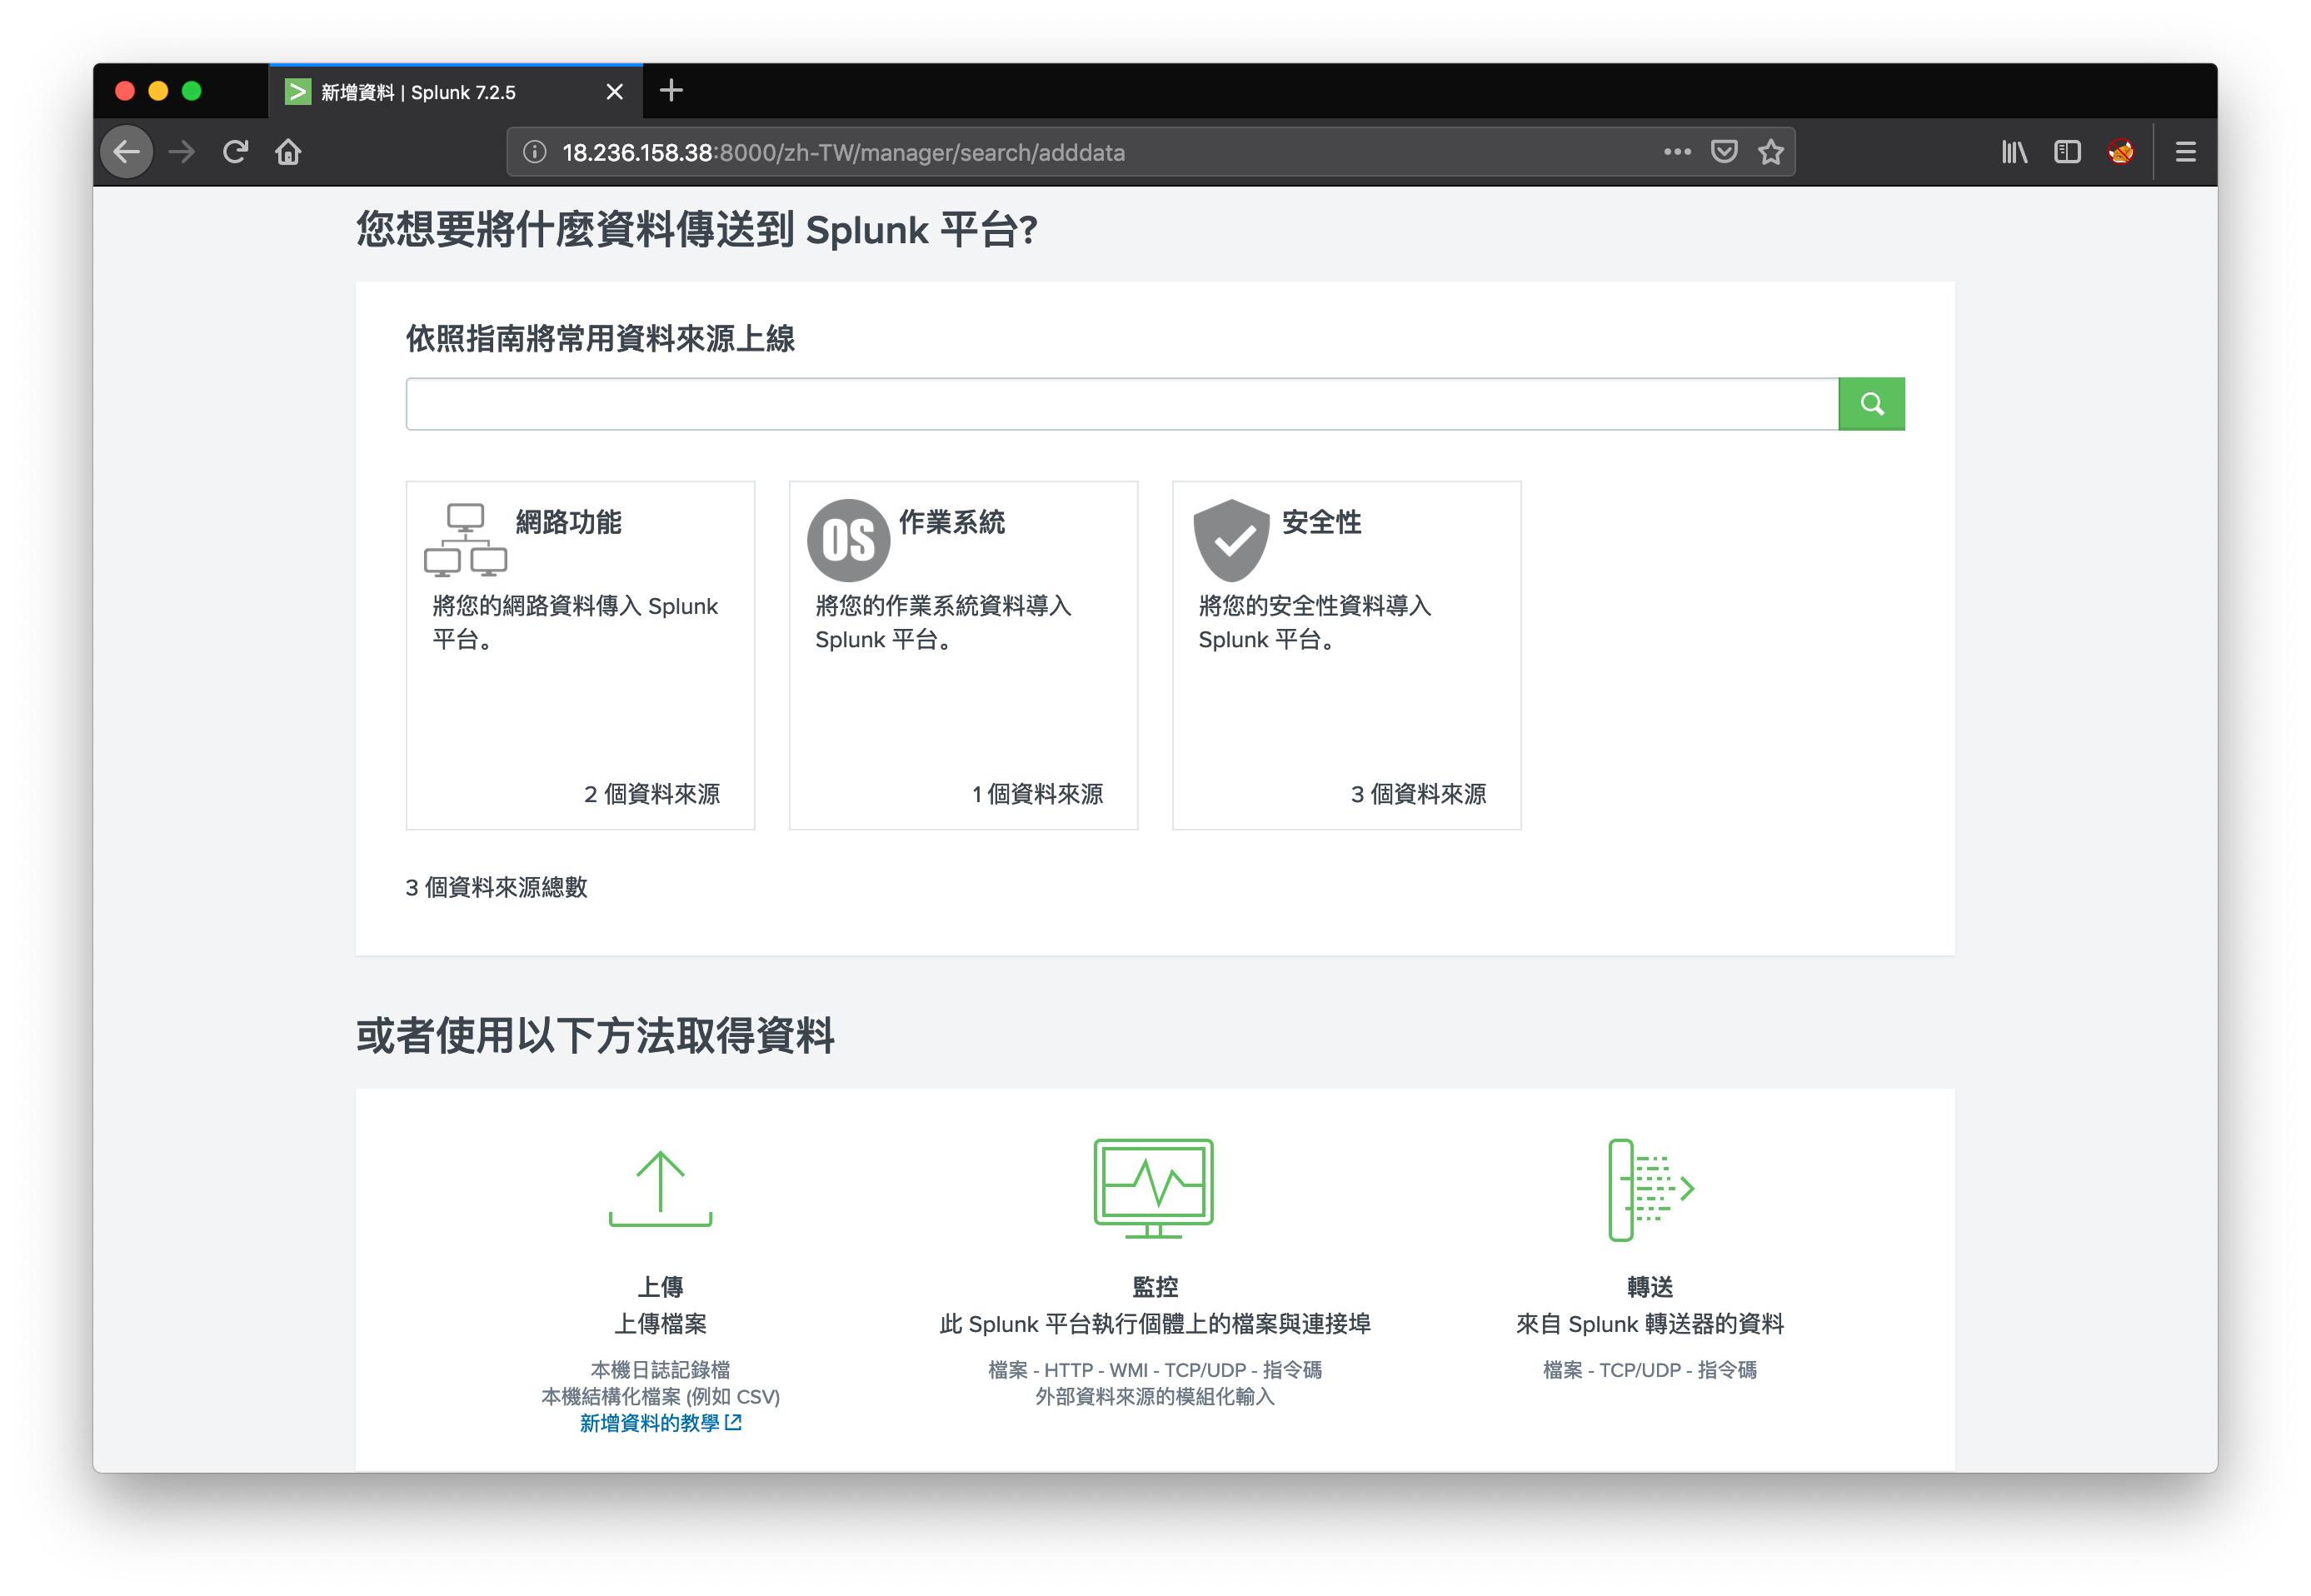 新增資料 | Splunk 7.2.5
18.236.158.38:8000/zh-TW/manager/search/adddata
您想要將什麼資料傳送到 Splunk 平台?
依照指南將常用資料來源上線
網路功能
將您的網路資料傳入 Splunk
平台。
2 個資料來源
OS 作業系統
將您的作業系統資料導入
Splunk 平台。
1 個資料來源
安全性
將您的安全性資料導入
Splunk 平台。
3 個資料來源
3 個資料來源總數
或者使用以下方法取得資料
上傳
上傳檔案
本機日誌記錄檔
本機結構化檔案 (例如 CSV)
新增資料的教學
監控
此 Splunk 平台執行個體上的檔案與連接埠
檔案 - HTTP - WMI - TCP/UDP - 指令碼
外部資料來源的模組化輸入
轉送
來自 Splunk 轉送器的資料
檔案 - TCP/UDP - 指令碼